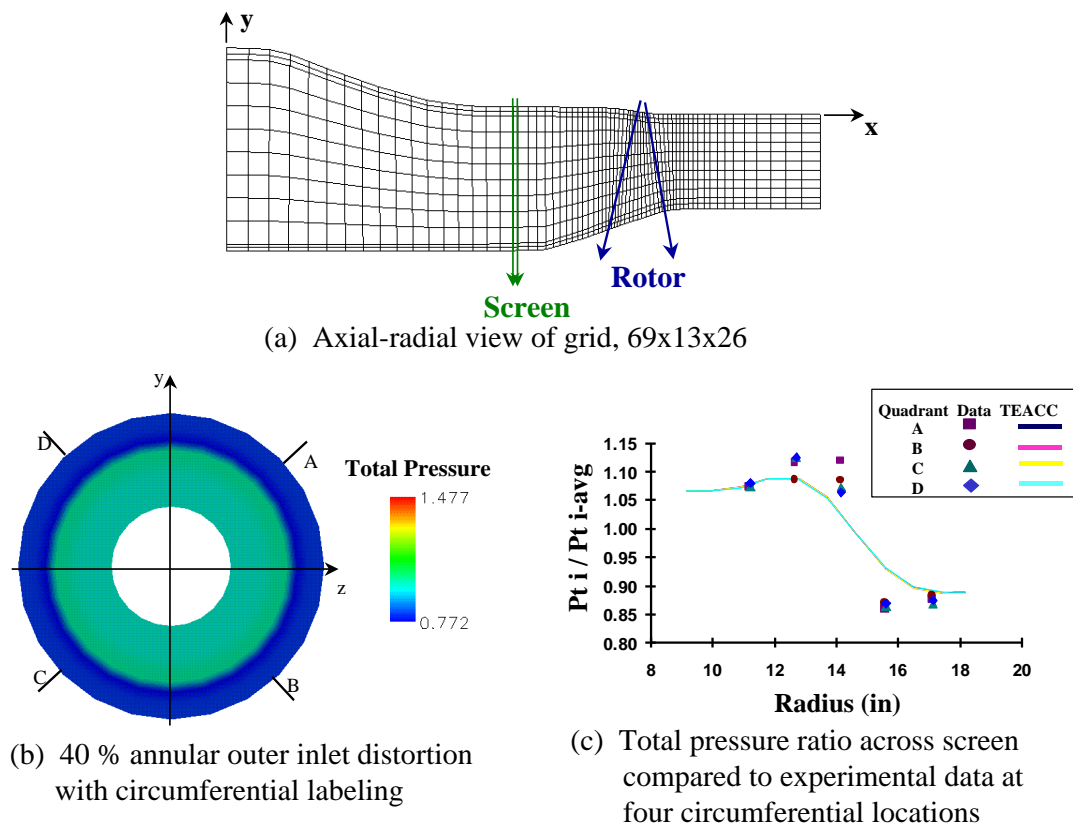 y
x
Rotor
Screen
(a) Axial-radial view of grid, 69x13x26
y
D
A
z
C
B
Total Pressure
1.477
0.772
(b) 40 % annular outer inlet distortion
with circumferential labeling
Quadrant Data TEACC
A
B
C
D
Pt i / Pt i-avg
1.15
1.10
1.05
1.00
0.95
0.90
0.85
0.80
8 10 12 14 16 18 20
Radius (in)
(c) Total pressure ratio across screen
compared to experimental data at
four circumferential locations